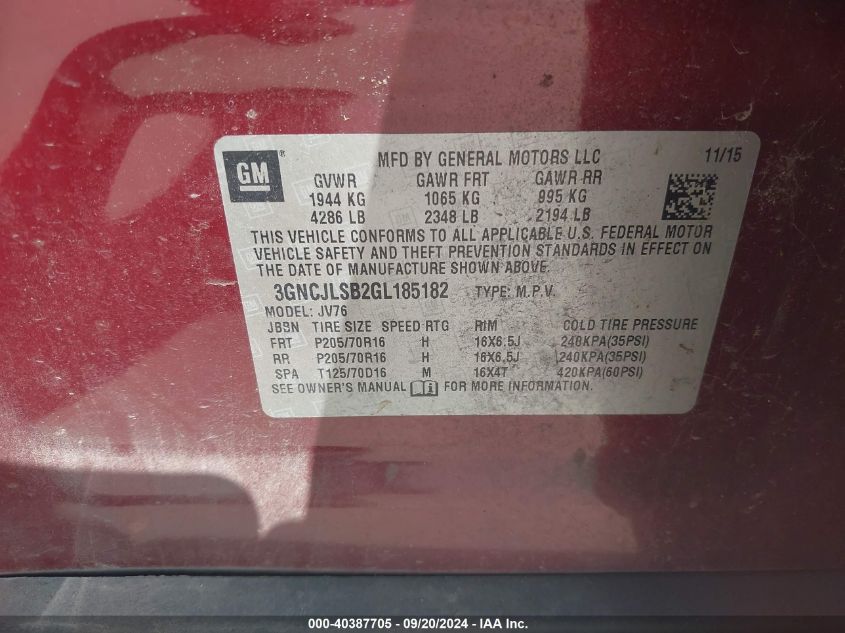 GM ® MFD BY GENERAL MOTORS LLC 11/15
GVWR GAWR FRT GAWR RR
1944 KG 1065 KG 995 KG
4286 LB 2348 LB 2194 LB
THIS VEHICLE CONFORMS TO ALL APPLICABLE U.S. FEDERAL MOTOR
VEHICLE SAFETY AND THEFT PREVENTION STANDARDS IN EFFECT ON
THE DATE OF MANUFACTURE SHOWN ABOVE.
3GNCJLSB2GL185182 TYPE: M.P.V.
MODEL: JV76
JBSN TIRE SIZE SPEED RTG RIM COLD TIRE PRESSURE
FRT P205/70R16 H 16X6.5J 240KPA(35PSI)
RR P205/70R16 H 16X6.5J 240KPA(35PSI)
SPA T125/70D16 M 16X4T 420KPA(60PSI)
SEE OWNER'S MANUAL FOR MORE INFORMATION.
000-40387705 - 09/20/2024 - IAA Inc.